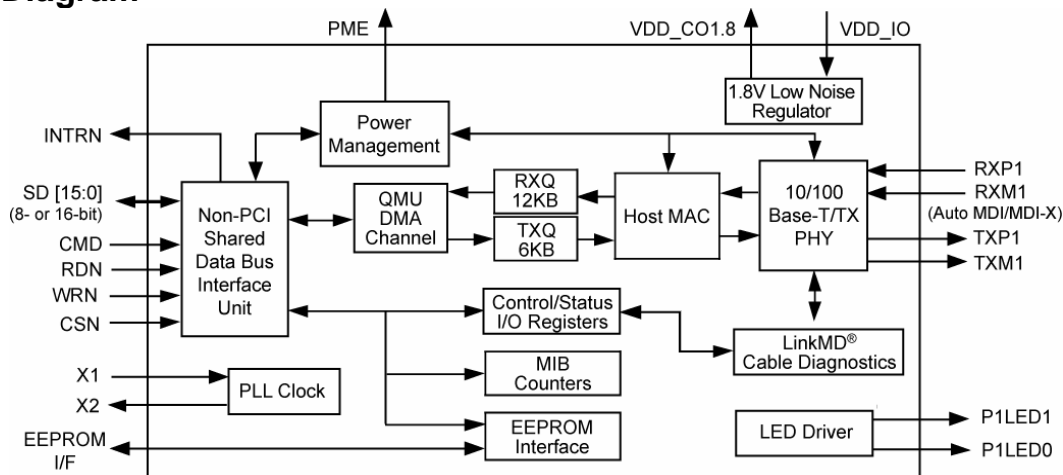 Diagram
PME
VDD_CO1.8
VDD_IO
1.8V Low Noise
Regulator
Power
Management
INTRN
SD [15:0]
(8- or 16-bit)
CMD
RDN
WRN
CSN
Non-PCI
Shared
Data Bus
Interface
Unit
QMU
DMA
Channel
RXQ
12KB
TXQ
6KB
Host MAC
10/100
Base-T/TX
PHY
RXP1
RXM1
(Auto MDI/MDI-X)
TXP1
TXM1
Control/Status
I/O Registers
LinkMD®
Cable Diagnostics
MIB
Counters
X1
X2
PLL Clock
EEPROM
I/F
EEPROM
Interface
LED Driver
P1LED1
P1LED0